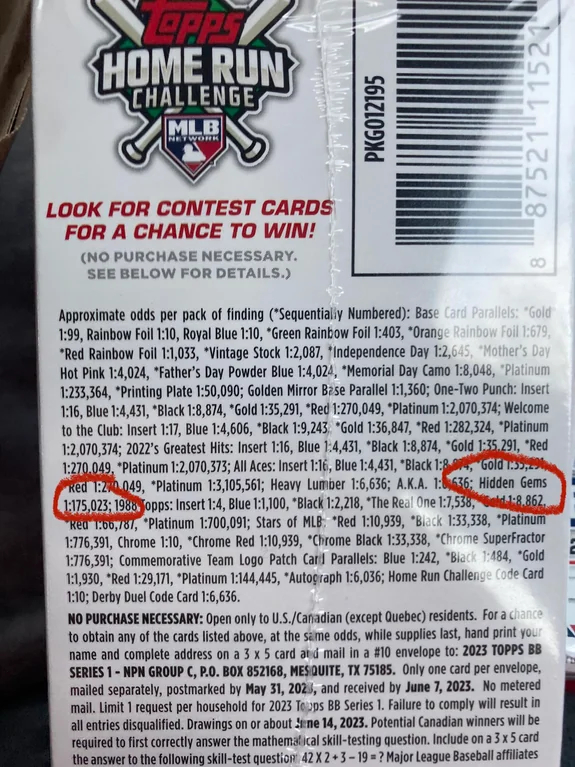 Topps
HOME RUN
CHALLENGE
MLB
NETWORK
PKG012195
8 87521 11521
LOOK FOR CONTEST CARDS
FOR A CHANCE TO WIN!
(NO PURCHASE NECESSARY.
SEE BELOW FOR DETAILS.)
Approximate odds per pack of finding (*Sequentially Numbered): Base Card Parallels: *Gold
1:99, Rainbow Foil 1:10, Royal Blue 1:10, *Green Rainbow Foil 1:403, *Orange Rainbow Foil 1:679,
*Red Rainbow Foil 1:1,033, *Vintage Stock 1:2,087, *Independence Day 1:2,645, *Mother's Day
Hot Pink 1:4,024, *Father's Day Powder Blue 1:4,024, *Memorial Day Camo 1:8,048, *Platinum
1:233,364, *Printing Plate 1:50,090; Golden Mirror Base Parallel 1:1,360; One-Two Punch: Insert
1:16, Blue 1:4,431, *Black 1:8,874, *Gold 1:35,291, *Red 1:270,049, *Platinum 1:2,070,374; Welcome
to the Club: Insert 1:17, Blue 1:4,606, *Black 1:9,243, *Gold 1:36,847, *Red 1:282,324, *Platinum
1:2,070,374; 2022's Greatest Hits: Insert 1:16, Blue 1:4,431, *Black 1:8,874, *Gold 1:35,291, *Red
1:270,049, *Platinum 1:2,070,373; All Aces: Insert 1:16, Blue 1:4,431, *Black 1:8,874, *Gold 1:35,291,
*Red 1:270,049, *Platinum 1:3,105,561; Heavy Lumber 1:6,636; A.K.A. 1:6,636; Hidden Gems
1:175,023; 1988 Topps: Insert 1:4, Blue 1:1,100, *Black 1:2,218, *The Real One 1:7,538, *Gold 1:8,862,
*Red 1:66,787, *Platinum 1:700,091; Stars of MLB: *Red 1:10,939, *Black 1:33,338, *Platinum
1:776,391, Chrome 1:10, *Chrome Red 1:10,939, *Chrome Black 1:33,338, *Chrome SuperFractor
1:776,391; Commemorative Team Logo Patch Card Parallels: Blue 1:242, *Black 1:484, *Gold
1:1,930, *Red 1:29,171, *Platinum 1:144,445, *Autograph 1:6,036; Home Run Challenge Code Card
1:10; Derby Duel Code Card 1:6,636.
NO PURCHASE NECESSARY: Open only to U.S./Canadian (except Quebec) residents. For a chance
to obtain any of the cards listed above, at the same odds, while supplies last, hand print your
name and complete address on a 3 x 5 card and mail in a #10 envelope to: 2023 TOPPS BB
SERIES 1 - NPN GROUP C, P.O. BOX 852168, MESQUITE, TX 75185. Only one card per envelope,
mailed separately, postmarked by May 31, 2023, and received by June 7, 2023. No metered
mail. Limit 1 request per household for 2023 Topps BB Series 1. Failure to comply will result in
all entries disqualified. Drawings on or about June 14, 2023. Potential Canadian winners will be
required to first correctly answer the mathematical skill-testing question. Include on a 3 x 5 card
the answer to the following skill-test question: 42 X 2 + 3 – 19 = ? Major League Baseball affiliates